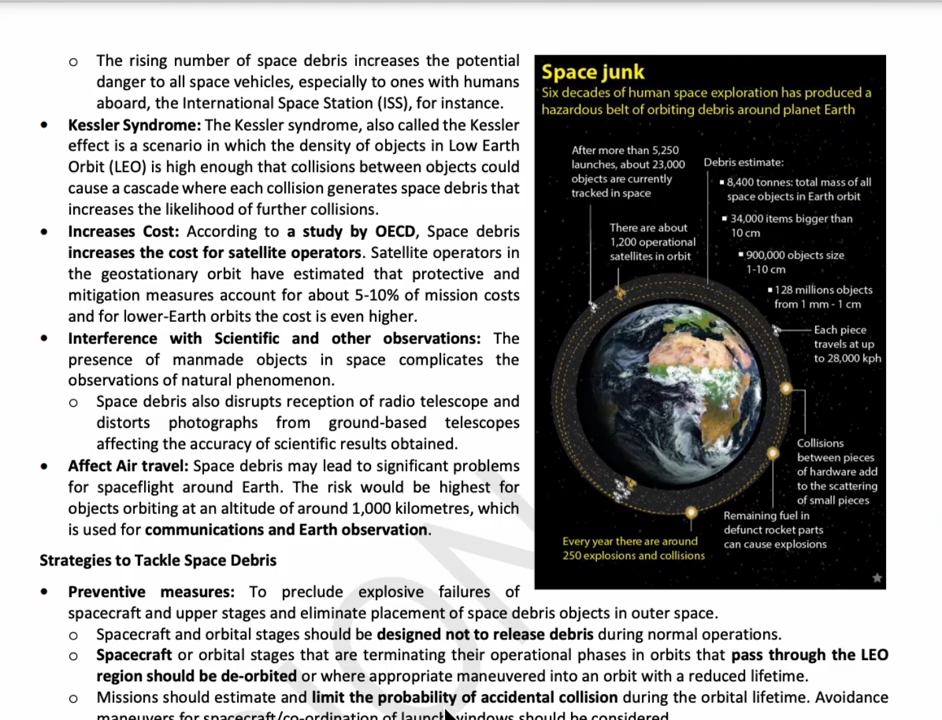 o The rising number of space debris increases the potential
danger to all space vehicles, especially to ones with humans
aboard, the International Space Station (ISS), for instance.
• Kessler Syndrome: The Kessler syndrome, also called the Kessler
effect is a scenario in which the density of objects in Low Earth
Orbit (LEO) is high enough that collisions between objects could
cause a cascade where each collision generates space debris that
increases the likelihood of further collisions.
• Increases Cost: According to a study by OECD, Space debris
increases the cost for satellite operators. Satellite operators in
the geostationary orbit have estimated that protective and
mitigation measures account for about 5-10% of mission costs
and for lower-Earth orbits the cost is even higher.
• Interference with Scientific and other observations: The
presence of manmade objects in space complicates the
observations of natural phenomenon.
o Space debris also disrupts reception of radio telescope and
distorts photographs from ground-based telescopes
affecting the accuracy of scientific results obtained.
• Affect Air travel: Space debris may lead to significant problems
for spaceflight around Earth. The risk would be highest for
objects orbiting at an altitude of around 1,000 kilometres, which
is used for communications and Earth observation.
Space junk
Six decades of human space exploration has produced a
hazardous belt of orbiting debris around planet Earth
After more than 5,250
launches, about 23,000
objects are currently
tracked in space
There are about
1,200 operational
satellites in orbit
Debris estimate:
▪ 8,400 tonnes: total mass of all
space objects in Earth orbit
▪ 34,000 items bigger than
10 cm
▪ 900,000 objects size
1-10 cm
▪ 128 millions objects
from 1 mm - 1 cm
Each piece
travels at up
to 28,000 kph
Collisions
between pieces
of hardware add
to the scattering
of small pieces
Remaining fuel in
defunct rocket parts
can cause explosions
Every year there are around
250 explosions and collisions
Strategies to Tackle Space Debris
• Preventive measures: To preclude explosive failures of
spacecraft and upper stages and eliminate placement of space debris objects in outer space.
o Spacecraft and orbital stages should be designed not to release debris during normal operations.
o Spacecraft or orbital stages that are terminating their operational phases in orbits that pass through the LEO
region should be de-orbited or where appropriate maneuvered into an orbit with a reduced lifetime.
o Missions should estimate and limit the probability of accidental collision during the orbital lifetime. Avoidance
maneuvers for spacecraft/co-ordination of launch windows should be considered.